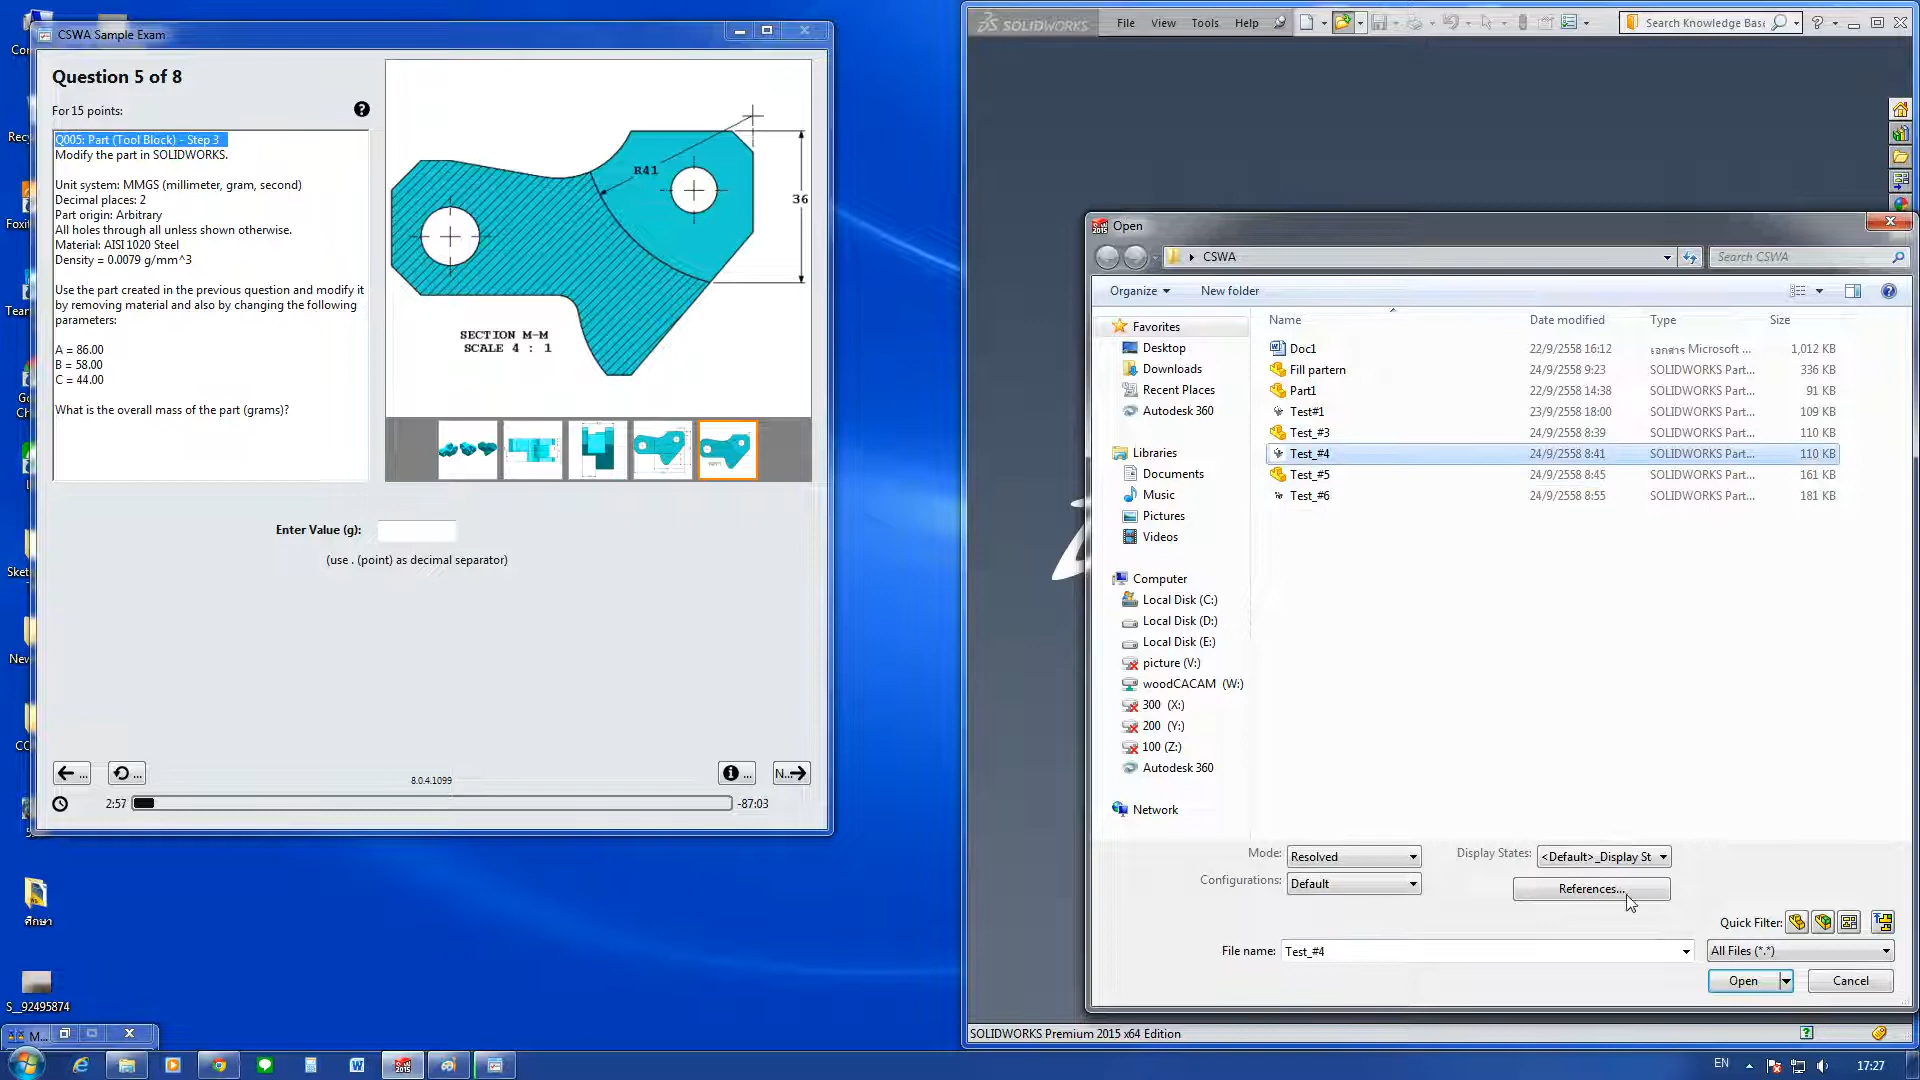 CSWA Sample Exam
Question 5 of 8
For 15 points:
Q005: Part (Tool Block) - Step 3
Modify the part in SOLIDWORKS.
Unit system: MMGS (millimeter, gram, second)
Decimal places: 2
Part origin: Arbitrary
All holes through all unless shown otherwise.
Material: AISI 1020 Steel
Density = 0.0079 g/mm^3
Use the part created in the previous question and modify it
by removing material and also by changing the following
parameters:
A = 86.00
B = 58.00
C = 44.00
What is the overall mass of the part (grams)?
R41
36
SECTION M-M
SCALE 4 : 1
Enter Value (g):
(use . (point) as decimal separator)
...
...
8.0.4.1099
...
N...
2:57
-87:03
SOLIDWORKS
File
View
Tools
Help
Search Knowledge Base
Open
CSWA
Search CSWA
Organize
New folder
Favorites
Desktop
Downloads
Recent Places
Autodesk 360
Libraries
Documents
Music
Pictures
Videos
Computer
Local Disk (C:)
Local Disk (D:)
Local Disk (E:)
picture (V:)
woodCACAM (W:)
300 (X:)
200 (Y:)
100 (Z:)
Autodesk 360
Network
Name Date modified Type Size
Doc1 22/9/2558 16:12 เอกสาร Microsoft ... 1,012 KB
Fill partern 24/9/2558 9:23 SOLIDWORKS Part... 336 KB
Part1 22/9/2558 14:38 SOLIDWORKS Part... 91 KB
Test#1 23/9/2558 18:00 SOLIDWORKS Part... 109 KB
Test_#3 24/9/2558 8:39 SOLIDWORKS Part... 110 KB
Test_#4 24/9/2558 8:41 SOLIDWORKS Part... 110 KB
Test_#5 24/9/2558 8:45 SOLIDWORKS Part... 161 KB
Test_#6 24/9/2558 8:55 SOLIDWORKS Part... 181 KB
Mode: Resolved
Display States: <Default>_Display St
Configurations: Default
References...
Quick Filter:
File name: Test_#4
All Files (*.*)
Open
Cancel
SOLIDWORKS Premium 2015 x64 Edition
Con
Recy
Foxi
Team
Go
Ch
Sket
New
CC
ศึกษา
S__92495874
M...
EN
17:27